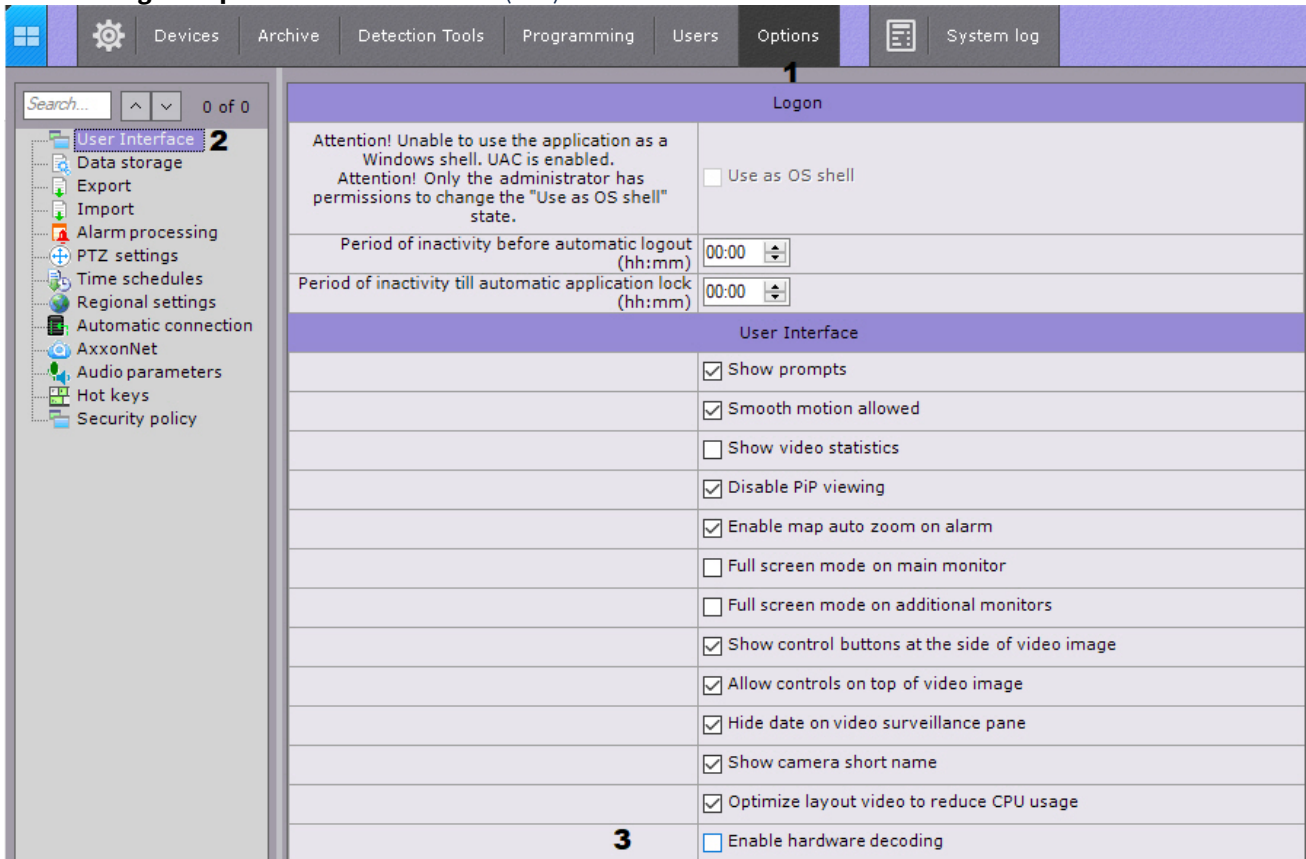 Devices Archive Detection Tools Programming Users Options System log
1
Search... 0 of 0
User Interface 2
Data storage
Export
Import
Alarm processing
PTZ settings
Time schedules
Regional settings
Automatic connection
AxxonNet
Audio parameters
Hot keys
Security policy
Logon
Attention! Unable to use the application as a
Windows shell. UAC is enabled.
Attention! Only the administrator has
permissions to change the "Use as OS shell"
state.
Use as OS shell
Period of inactivity before automatic logout
(hh:mm)
00:00
Period of inactivity till automatic application lock
(hh:mm)
00:00
User Interface
Show prompts
Smooth motion allowed
Show video statistics
Disable PiP viewing
Enable map auto zoom on alarm
Full screen mode on main monitor
Full screen mode on additional monitors
Show control buttons at the side of video image
Allow controls on top of video image
Hide date on video surveillance pane
Show camera short name
Optimize layout video to reduce CPU usage
3 Enable hardware decoding